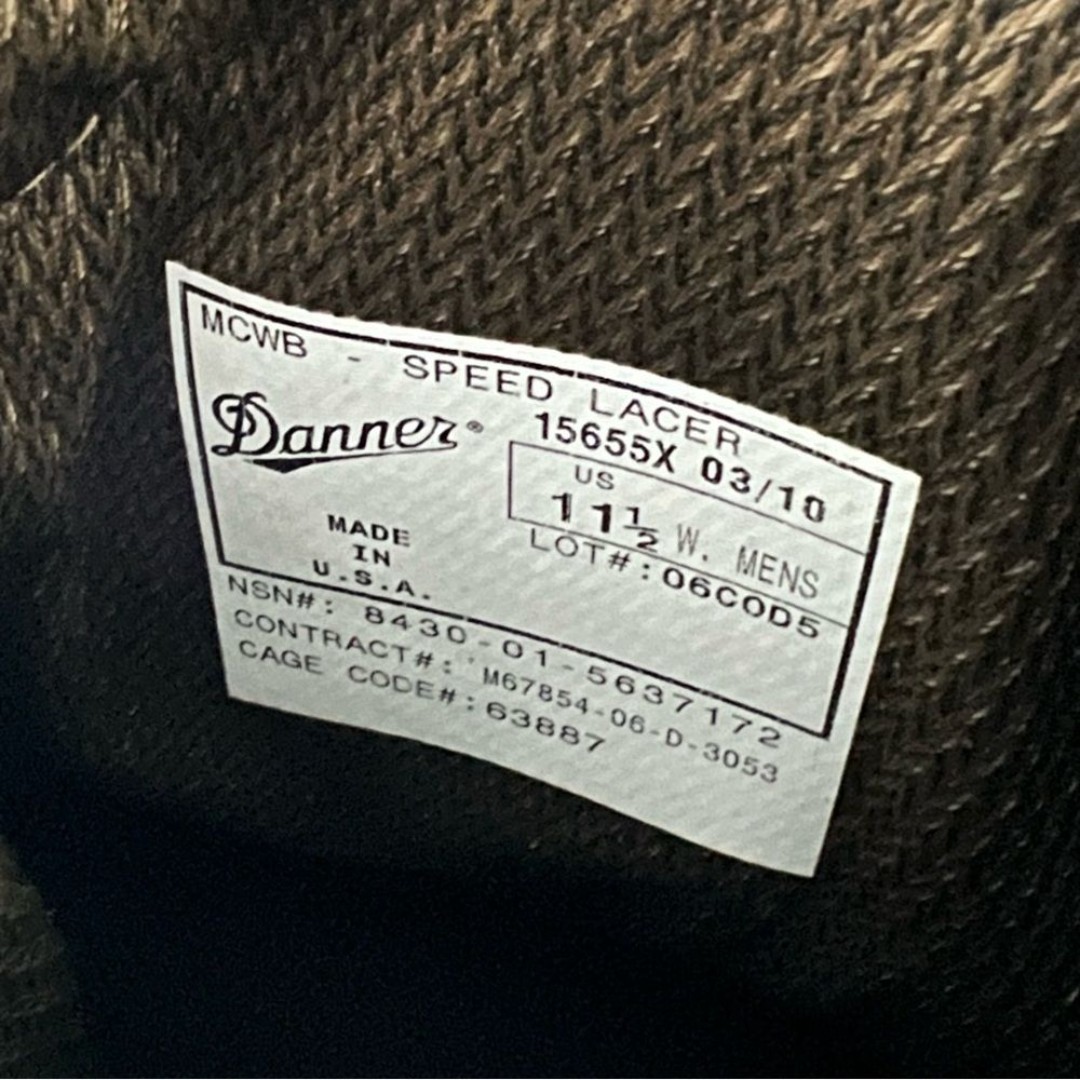 MCWB - SPEED LACER
Danner® 15655X 03/10
US
11½ W. MENS
MADE
IN
U.S.A.
LOT#:06C0D5
NSN#: 8430-01-5637172
CONTRACT#: M67854-06-D-3053
CAGE CODE#:63887